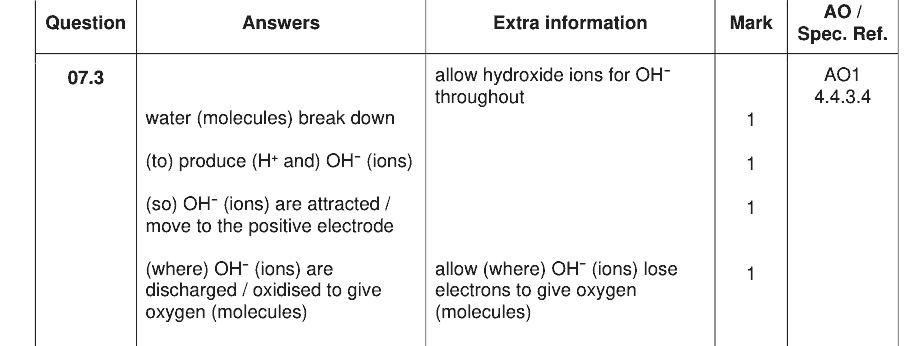 Question Answers Extra information Mark AO /
Spec. Ref.
07.3 allow hydroxide ions for OH⁻ AO1
throughout 4.4.3.4
water (molecules) break down 1
(to) produce (H⁺ and) OH⁻ (ions) 1
(so) OH⁻ (ions) are attracted / 1
move to the positive electrode
(where) OH⁻ (ions) are allow (where) OH⁻ (ions) lose 1
discharged / oxidised to give electrons to give oxygen
oxygen (molecules) (molecules)